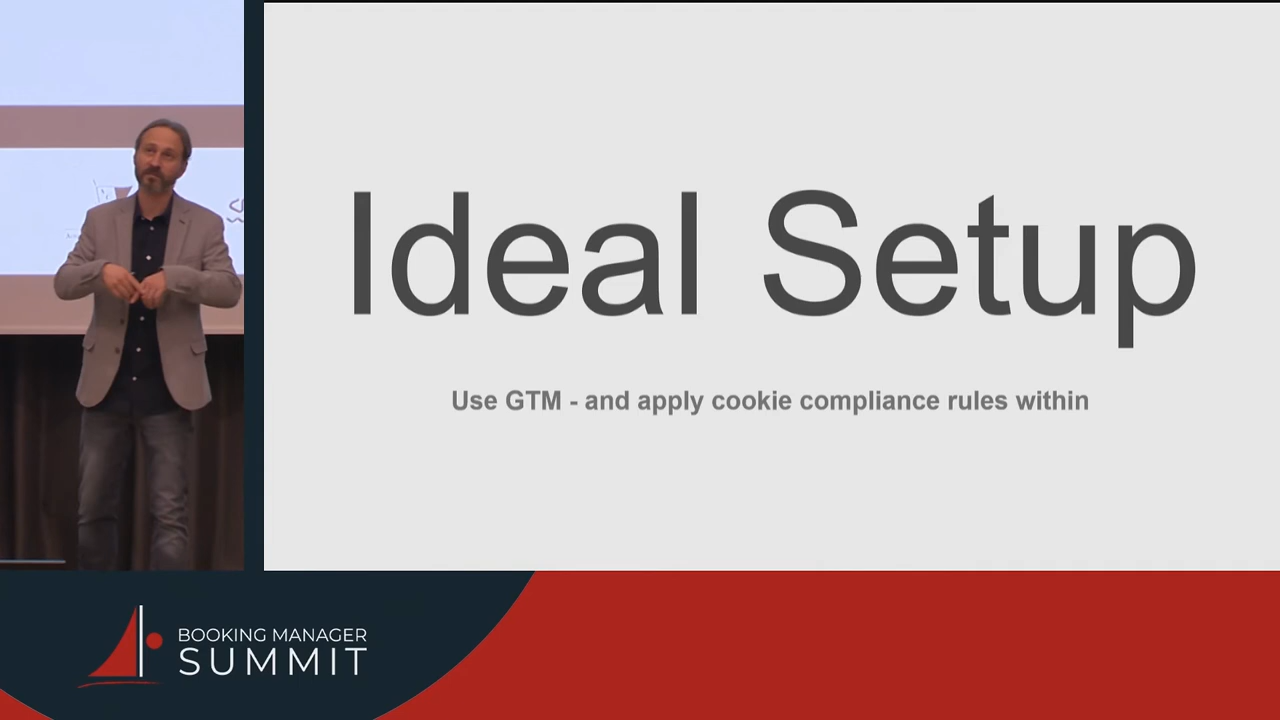 Ideal Setup
Use GTM - and apply cookie compliance rules within
BOOKING MANAGER
SUMMIT